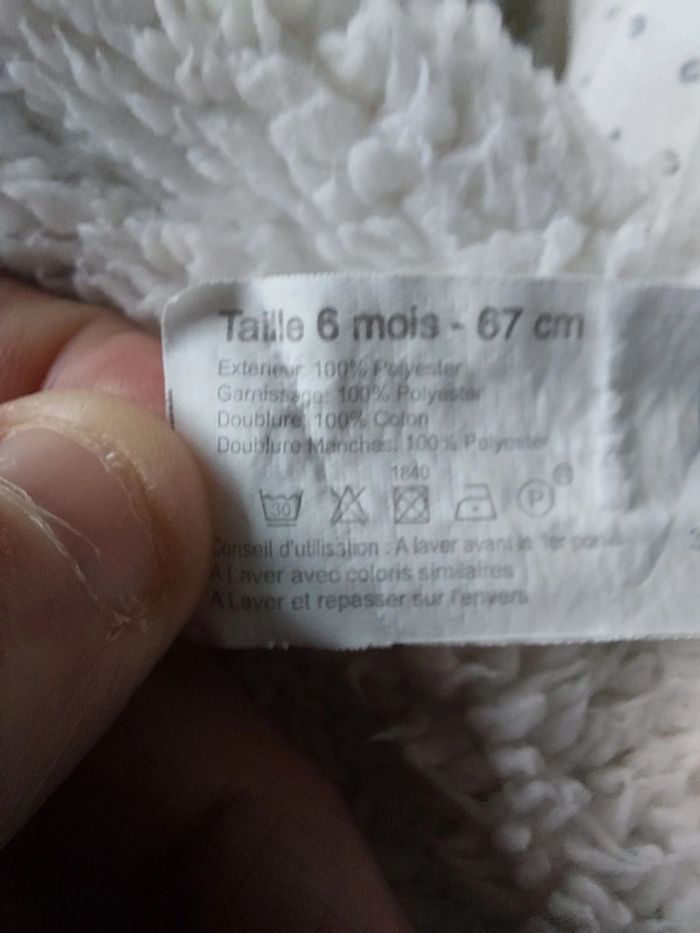 Taille 6 mois - 67 cm
Extérieur: 100% Polyester
Garnissage: 100% Polyester
Doublure: 100% Coton
Doublure Manches: 100% Polyester
1840
30
P
Conseil d'utilisation : A laver avant le 1er
A Laver avec coloris similaires
A Laver et repasser sur l'envers